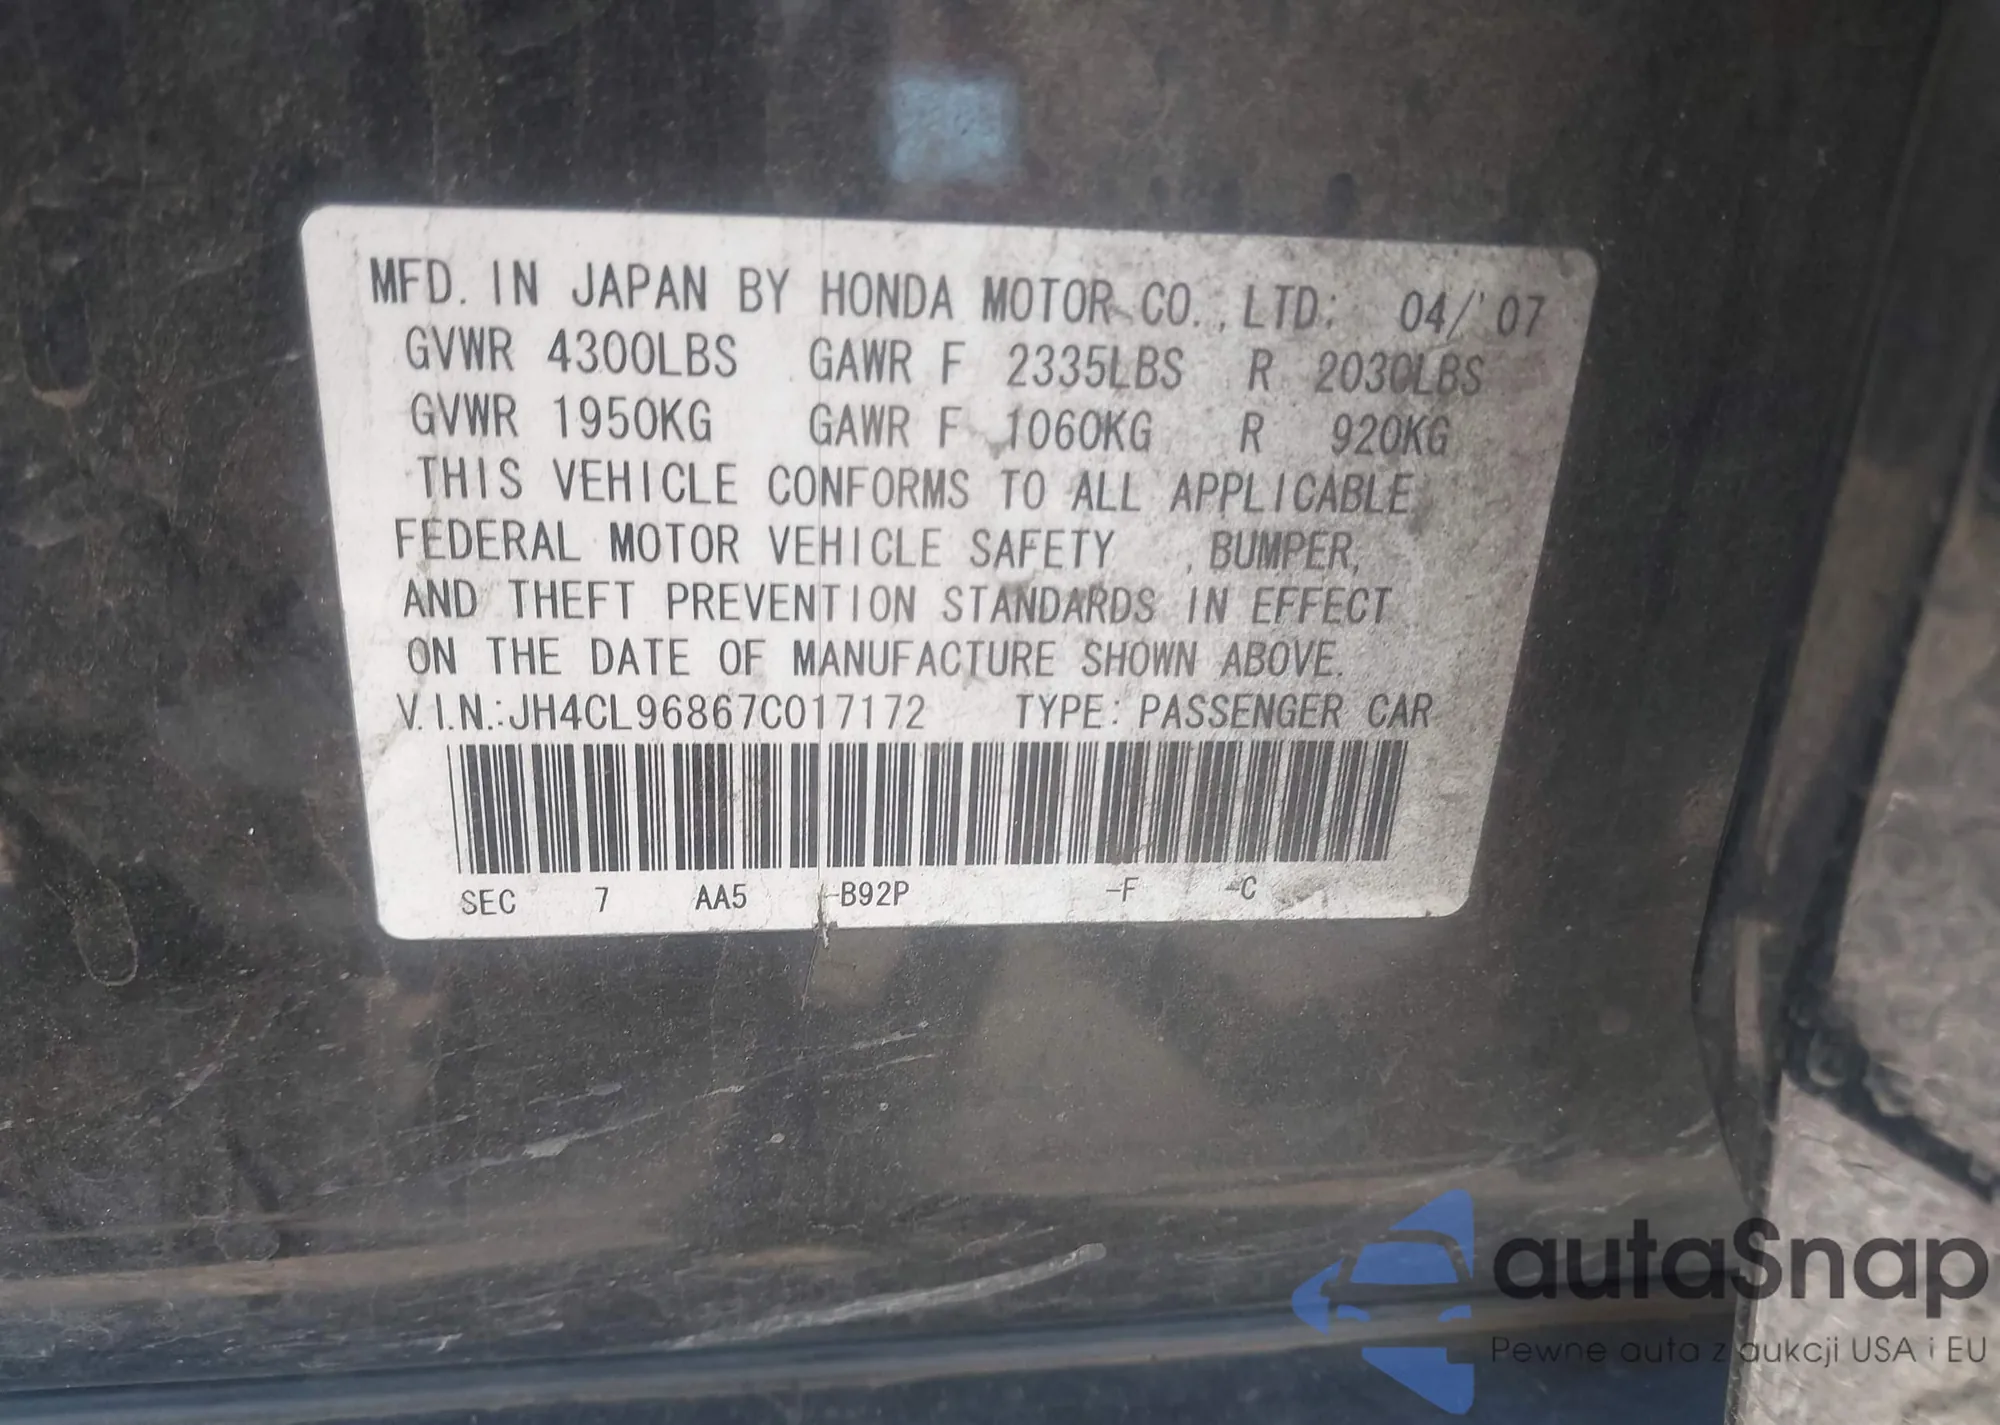 MFD. IN JAPAN BY HONDA MOTOR CO., LTD. 04/'07
GVWR 4300LBS GAWR F 2335LBS R 2030LBS
GVWR 1950KG GAWR F 1060KG R 920KG
THIS VEHICLE CONFORMS TO ALL APPLICABLE
FEDERAL MOTOR VEHICLE SAFETY , BUMPER,
AND THEFT PREVENTION STANDARDS IN EFFECT
ON THE DATE OF MANUFACTURE SHOWN ABOVE.
V.I.N.:JH4CL96867C017172 TYPE: PASSENGER CAR
SEC 7 AA5 -B92P -F -C
autaSnap
Pewne auta z aukcji USA i EU